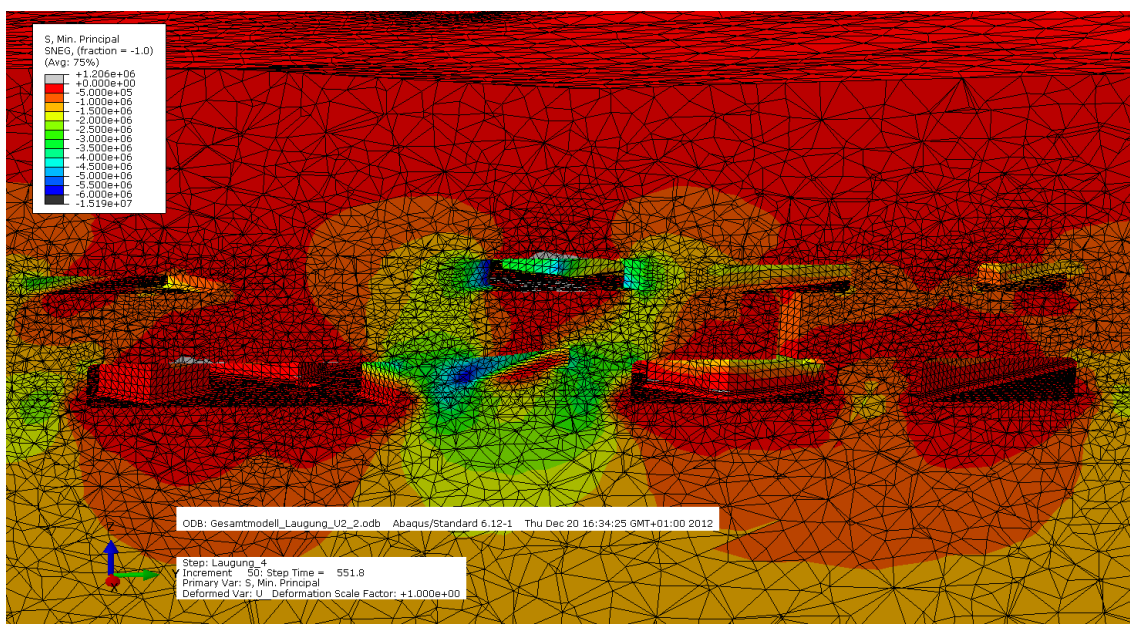 S, Min. Principal
SNEG, (fraction = -1.0)
(Avg: 75%)
+1.206e+06
+0.000e+00
-5.000e+05
-1.000e+06
-1.500e+06
-2.000e+06
-2.500e+06
-3.000e+06
-3.500e+06
-4.000e+06
-4.500e+06
-5.000e+06
-5.500e+06
-6.000e+06
-1.519e+07
ODB: Gesamtmodell_Laugung_U2_2.odb Abaqus/Standard 6.12-1 Thu Dec 20 16:34:25 GMT+01:00 2012
Z
Y
X
Step: Laugung_4
Increment 50: Step Time = 551.8
Primary Var: S, Min. Principal
Deformed Var: U Deformation Scale Factor: +1.000e+00